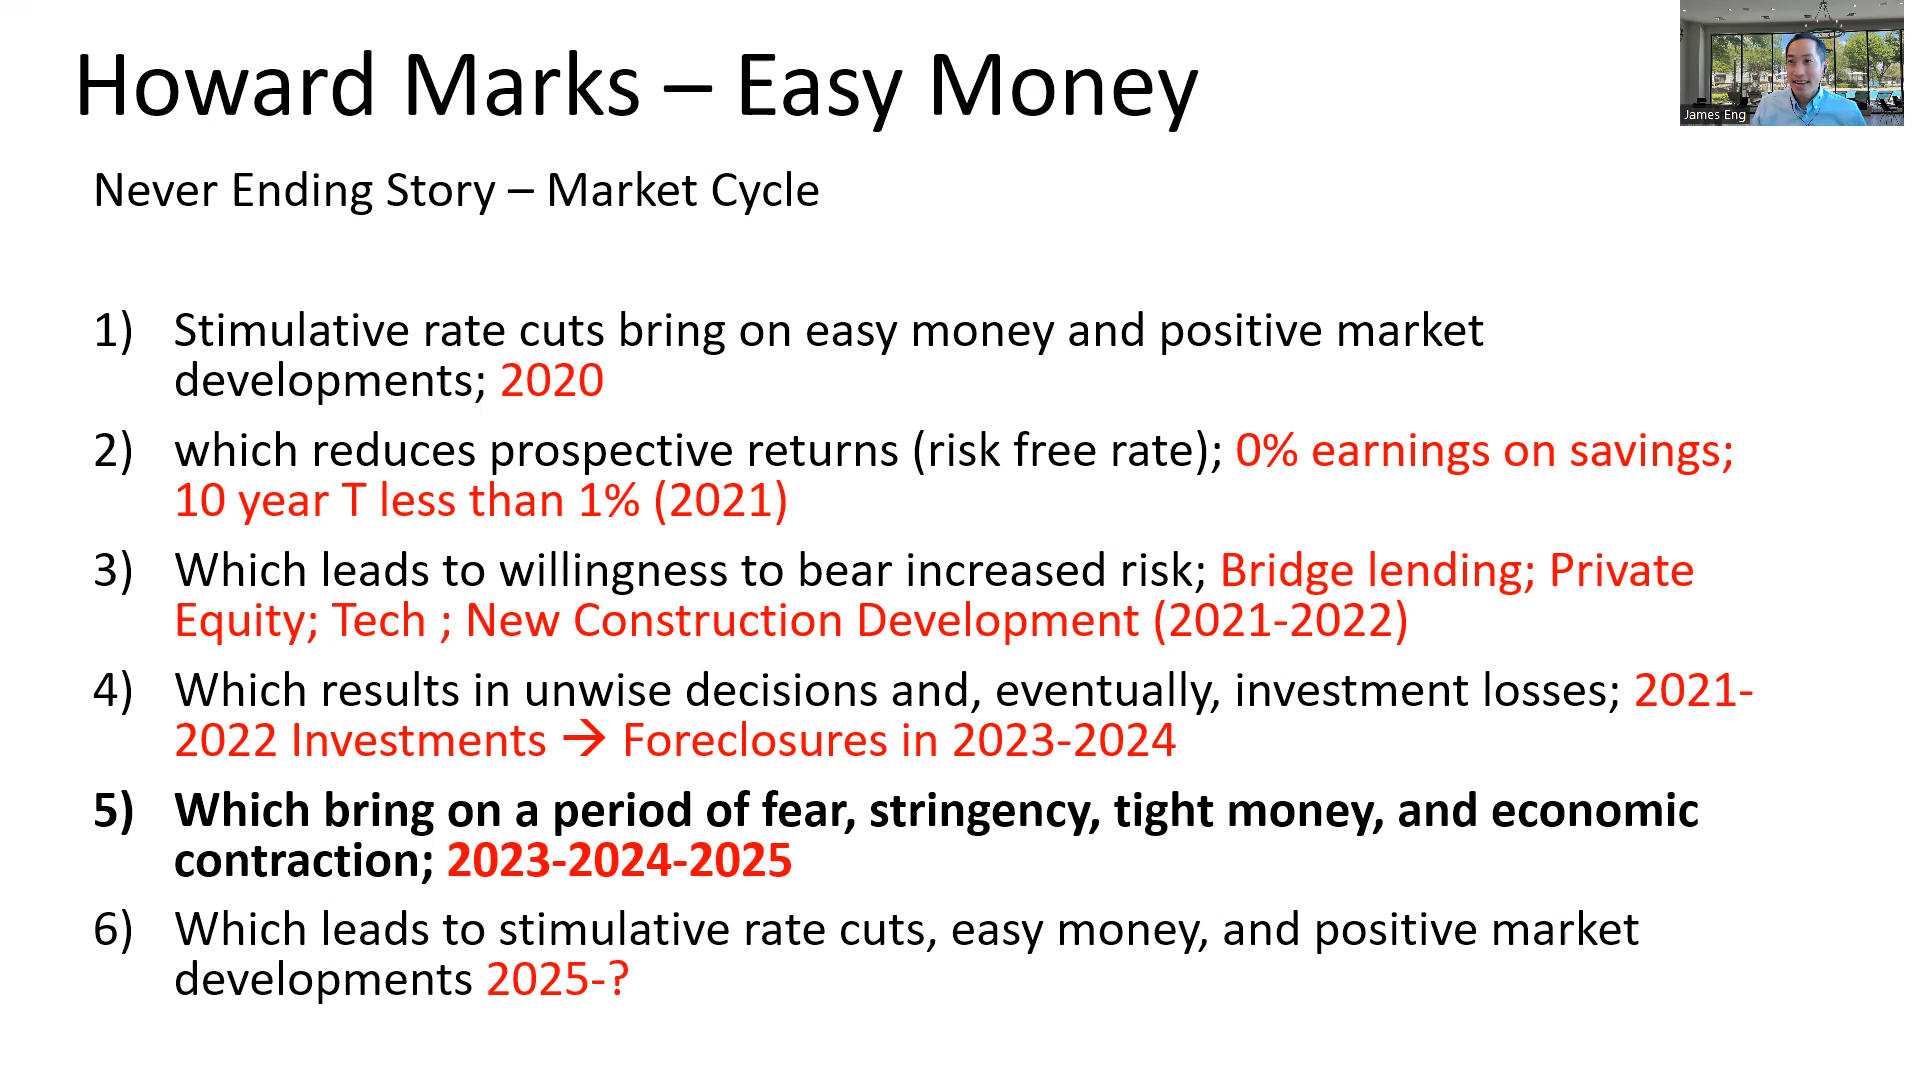 Howard Marks – Easy Money
James Eng
Never Ending Story – Market Cycle
1) Stimulative rate cuts bring on easy money and positive market
developments; 2020
2) which reduces prospective returns (risk free rate); 0% earnings on savings;
10 year T less than 1% (2021)
3) Which leads to willingness to bear increased risk; Bridge lending; Private
Equity; Tech ; New Construction Development (2021-2022)
4) Which results in unwise decisions and, eventually, investment losses; 2021-
2022 Investments → Foreclosures in 2023-2024
5) Which bring on a period of fear, stringency, tight money, and economic
contraction; 2023-2024-2025
6) Which leads to stimulative rate cuts, easy money, and positive market
developments 2025-?